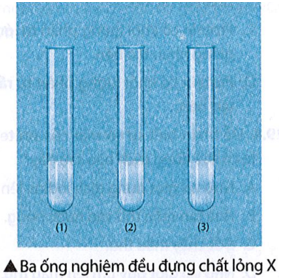 (1) (2) (3)
▲ Ba ống nghiệm đều đựng chất lỏng X